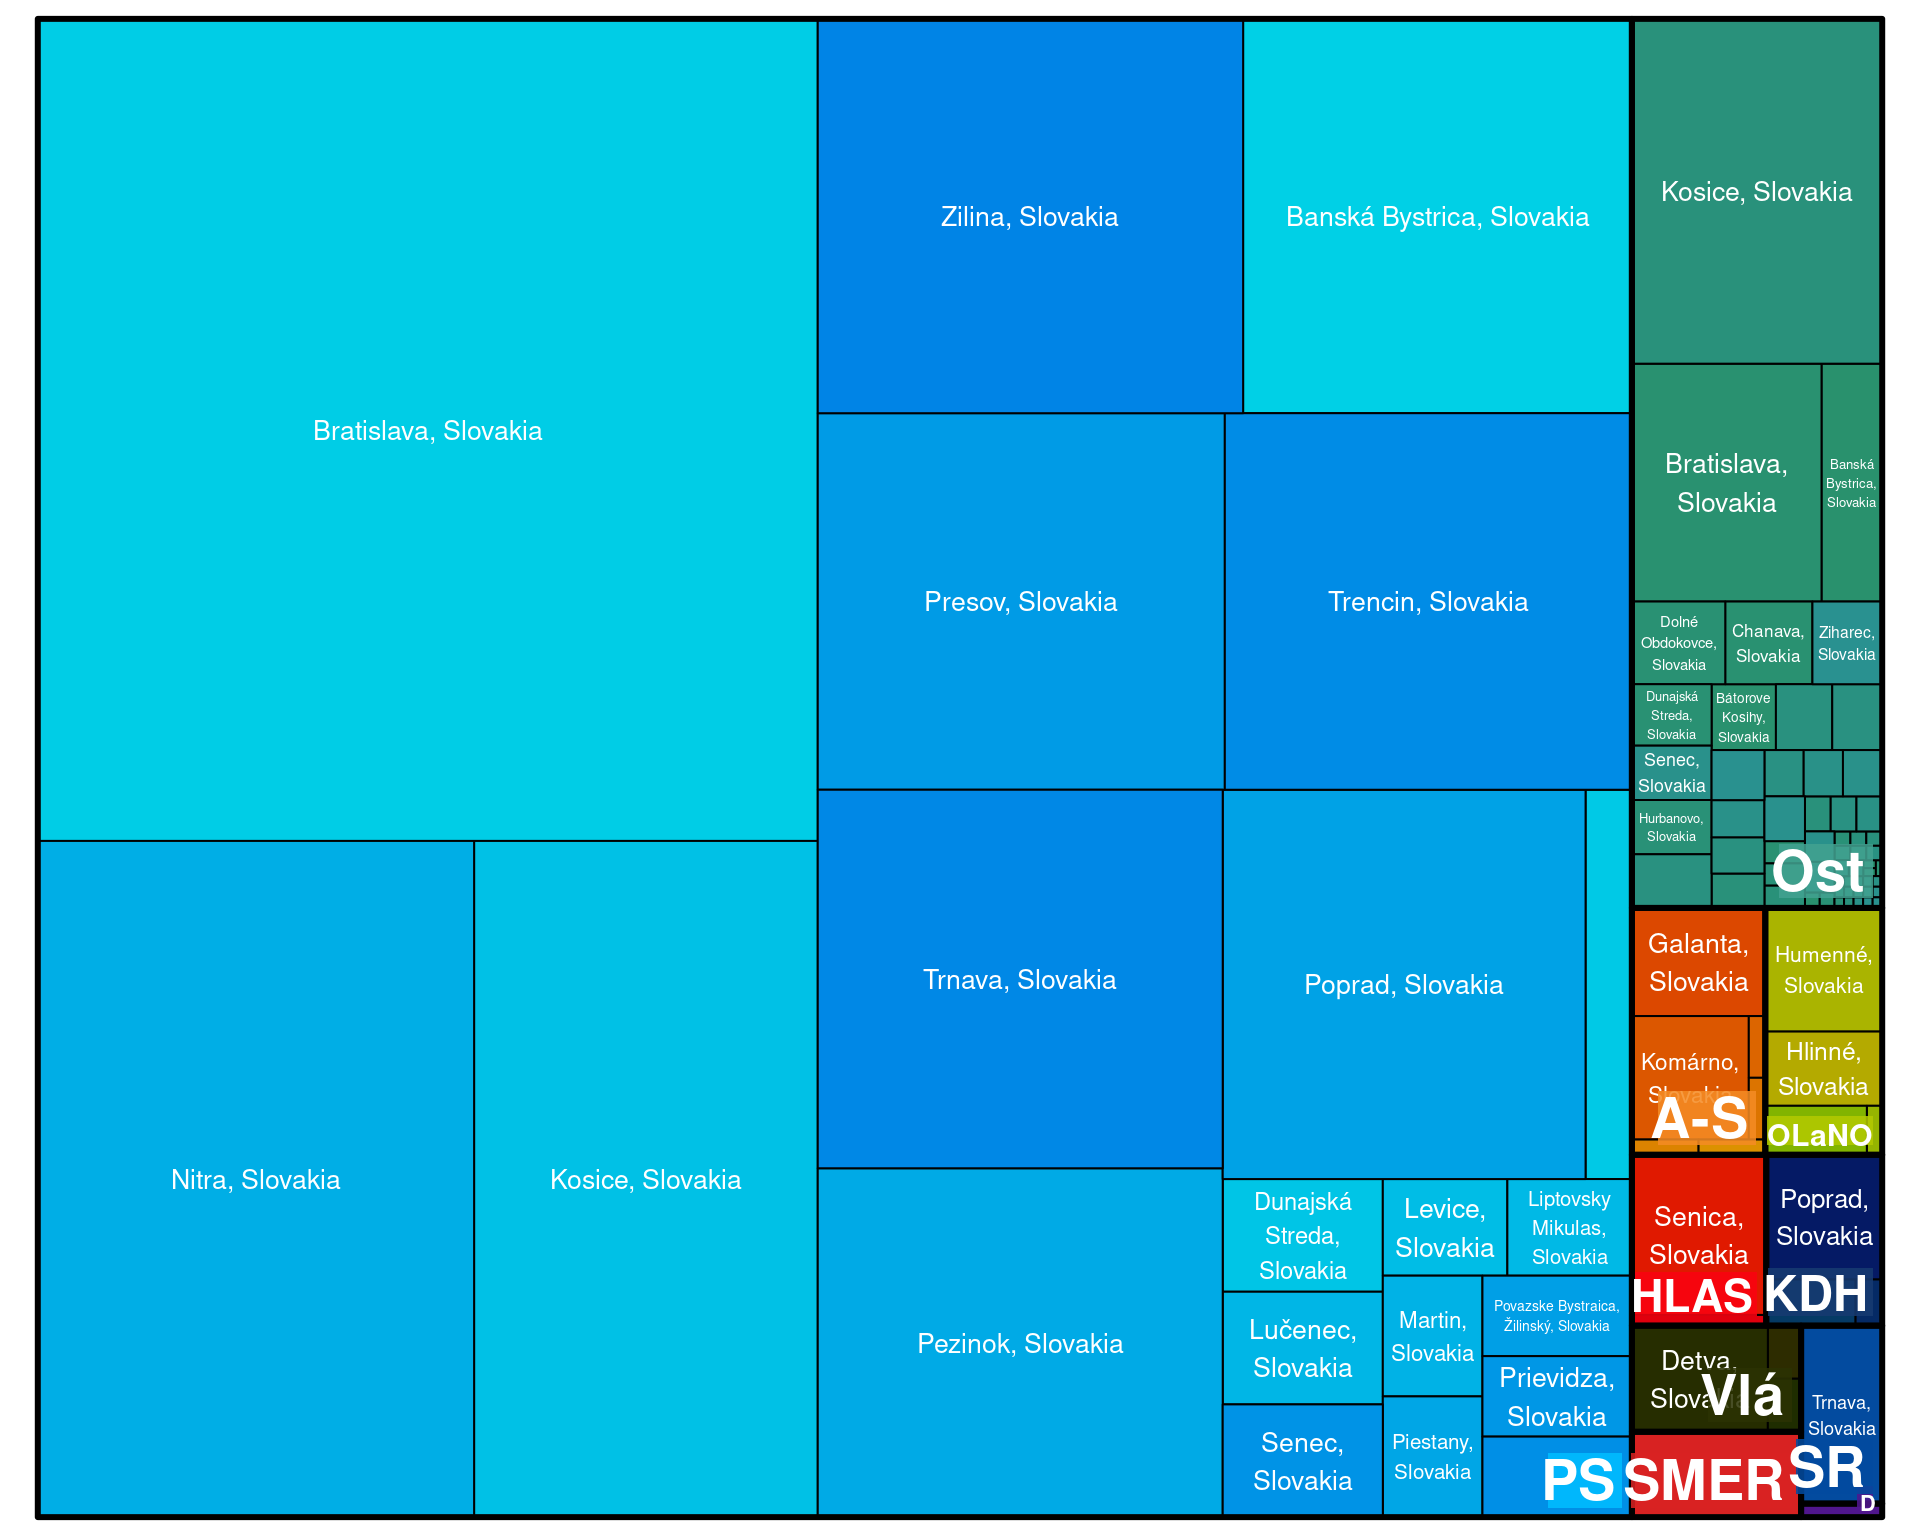 Bratislava, Slovakia
Nitra, Slovakia
Kosice, Slovakia
Zilina, Slovakia
Banská Bystrica, Slovakia
Presov, Slovakia
Trencin, Slovakia
Trnava, Slovakia
Poprad, Slovakia
Pezinok, Slovakia
Dunajská
Streda,
Slovakia
Levice,
Slovakia
Liptovsky
Mikulas,
Slovakia
Lučenec,
Slovakia
Martin,
Slovakia
Povazske Bystraica,
Žilinský, Slovakia
Prievidza,
Slovakia
Senec,
Slovakia
Piestany,
Slovakia
PS
Kosice, Slovakia
Bratislava,
Slovakia
Banská
Bystrica,
Slovakia
Dolné
Obdokovce,
Slovakia
Chanava,
Slovakia
Ziharec,
Slovakia
Dunajská
Streda,
Slovakia
Bátorove
Kosihy,
Slovakia
Senec,
Slovakia
Hurbanovo,
Slovakia
Ost
Galanta,
Slovakia
Komárno,
Slovakia
A-S
Humenné,
Slovakia
Hlinné,
Slovakia
OLaNO
Senica,
Slovakia
HLAS
Poprad,
Slovakia
KDH
Detva,
Slovakia
Vlá
Trnava,
Slovakia
SR
SMER
D